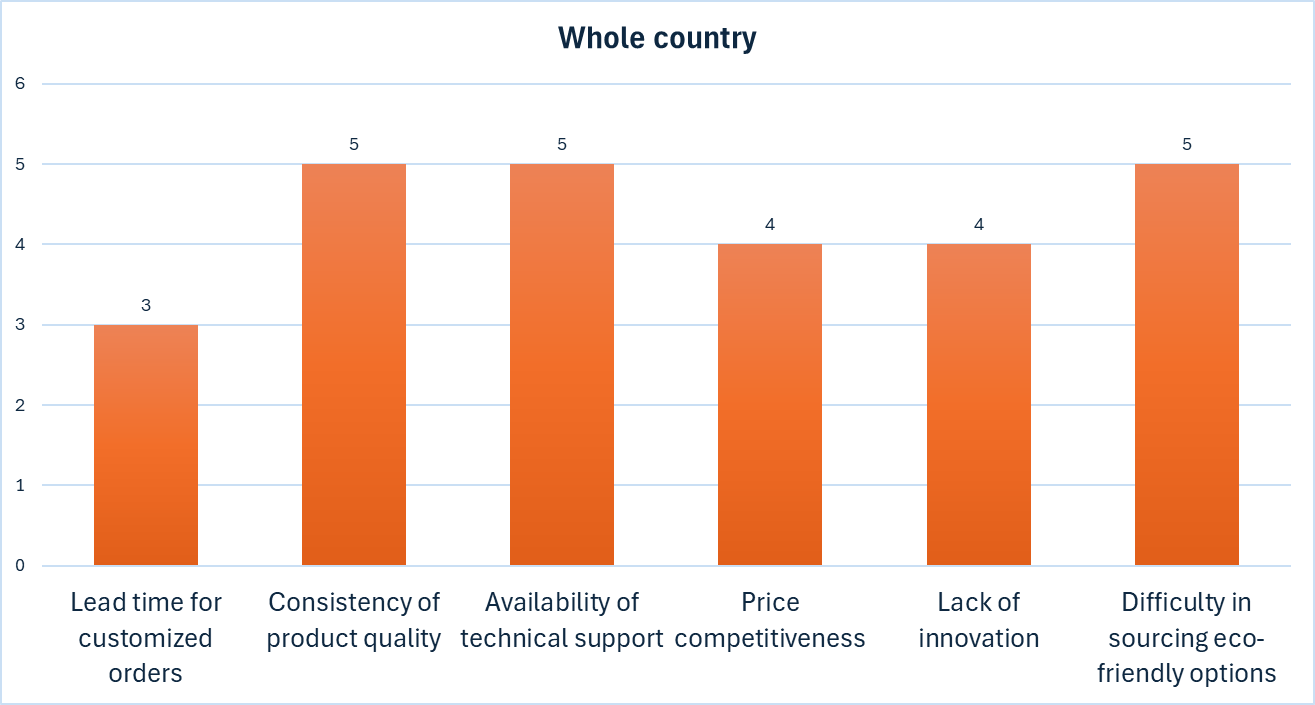 Whole country
6
5
4
3
2
1
0
3
5
5
4
4
5
Lead time for
customized
orders
Consistency of
product quality
Availability of
technical support
Price
competitiveness
Lack of
innovation
Difficulty in
sourcing eco-
friendly options